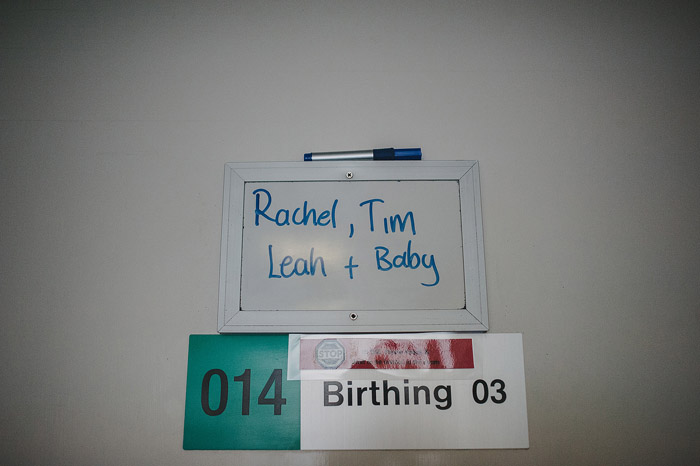 Rachel, Tim
Leah + Baby
STOP
014
Birthing 03